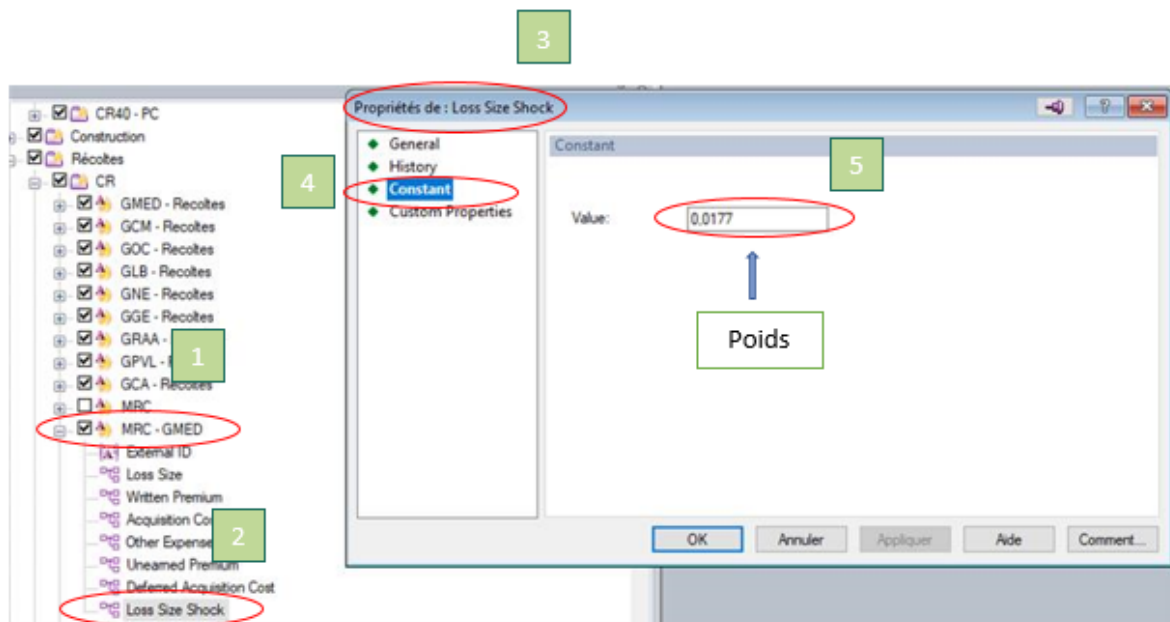 3
CR40 - PC
Construction
Récoltes
CR
GMED - Recoltes
GCM - Recoltes
GOC - Recoltes
GLB - Recoltes
GNE - Recoltes
GGE - Recoltes
GRAA -
1
GPVL -
GCA - Recoltes
MRC
MRC - GMED
External ID
Loss Size
Written Premium
Acquisition Co
2
Other Expense
Unearned Premium
Deferred Acquisition Cost
Loss Size Shock
Propriétés de : Loss Size Shock
4
General
History
Constant
Custom Properties
Constant
5
Value: 0,0177
Poids
OK Annuler Appliquer Aide Comment...